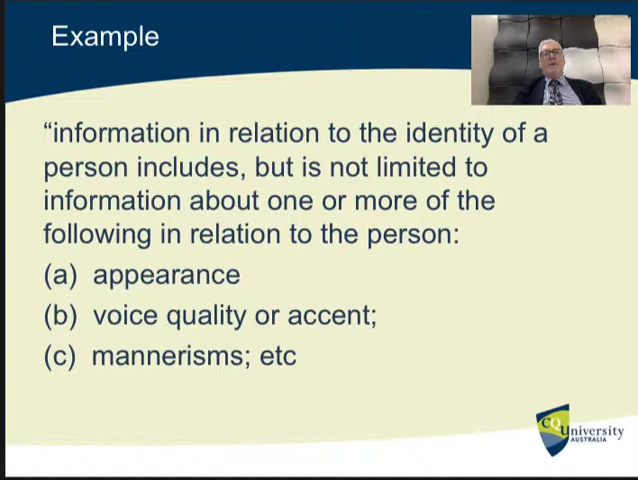 Example
“information in relation to the identity of a
person includes, but is not limited to
information about one or more of the
following in relation to the person:
(a) appearance
(b) voice quality or accent;
(c) mannerisms; etc
CQUniversity
AUSTRALIA